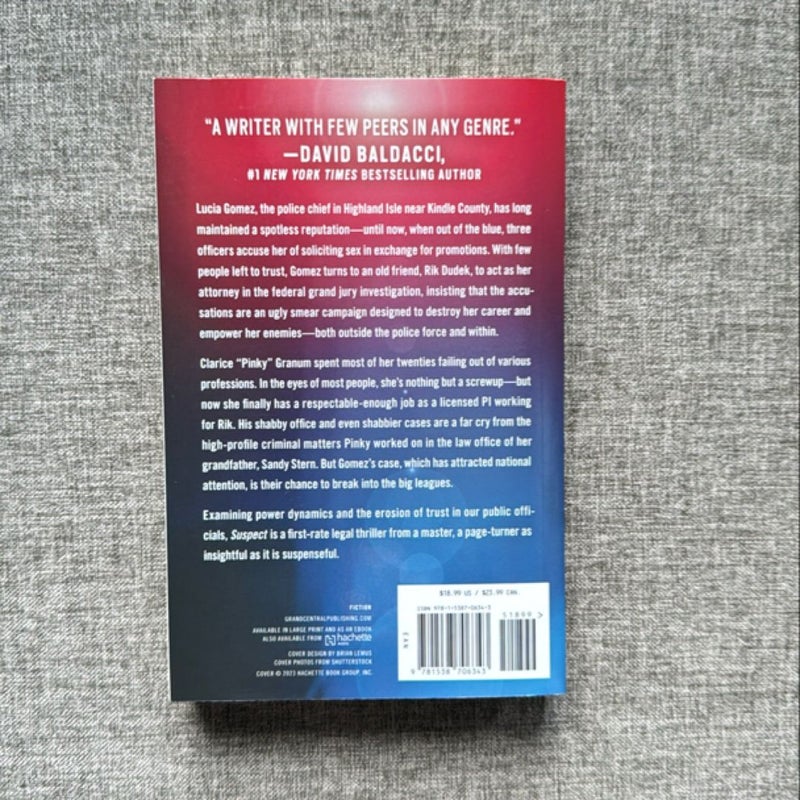 "A WRITER WITH FEW PEERS IN ANY GENRE."
—DAVID BALDACCI,
#1 NEW YORK TIMES BESTSELLING AUTHOR
Lucia Gomez, the police chief in Highland Isle near Kindle County, has long
maintained a spotless reputation—until now, when out of the blue, three
officers accuse her of soliciting sex in exchange for promotions. With few
people left to trust, Gomez turns to an old friend, Rik Dudek, to act as her
attorney in the federal grand jury investigation, insisting that the accu-
sations are an ugly smear campaign designed to destroy her career and
empower her enemies—both outside the police force and within.
Clarice "Pinky" Granum spent most of her twenties failing out of various
professions. In the eyes of most people, she's nothing but a screwup—but
now she finally has a respectable-enough job as a licensed PI working
for Rik. His shabby office and even shabbier cases are a far cry from the
high-profile criminal matters Pinky worked on in the law office of her
grandfather, Sandy Stern. But Gomez's case, which has attracted national
attention, is their chance to break into the big leagues.
Examining power dynamics and the erosion of trust in our public offi-
cials, Suspect is a first-rate legal thriller from a master, a page-turner as
insightful as it is suspenseful.
FICTION
GRANDCENTRALPUBLISHING.COM
AVAILABLE IN LARGE PRINT AND AS AN EBOOK
ALSO AVAILABLE FROM hachette
AUDIO
COVER DESIGN BY BRIAN LEMUS
COVER PHOTOS FROM SHUTTERSTOCK
COVER © 2023 HACHETTE BOOK GROUP, INC.
$18.99 US / $23.99 CAN.
ISBN 978-1-5387-0634-3
51899 >
EAN
9 781538 706343